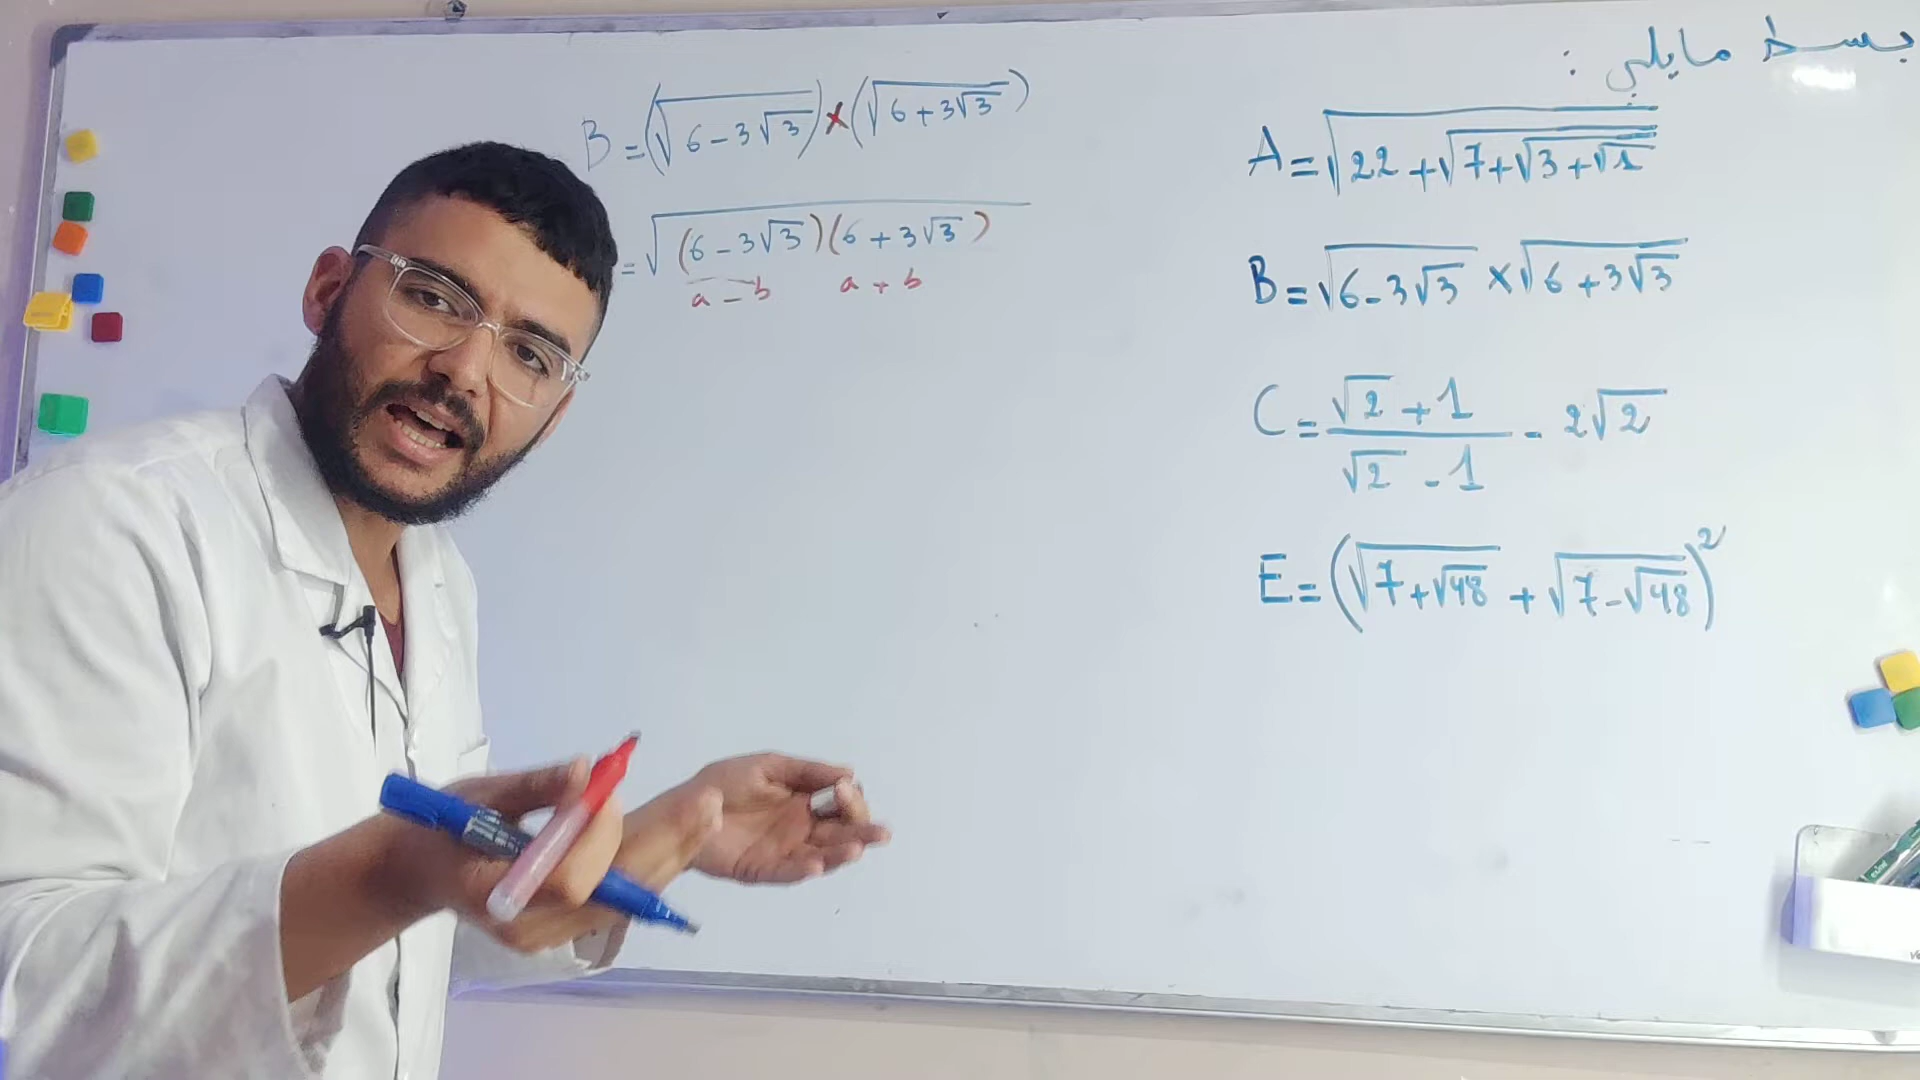 بسط مايلي :
A = √(22 + √(7 + √(3 + √1)))
B = √(6 - 3√3) × √(6 + 3√3)
C = (√2 + 1)/(√2 - 1) - 2√2
E = (√(7 + √48) + √(7 - √48))²
B = (√(6 - 3√3)) × (√(6 + 3√3))
= √((6 - 3√3)(6 + 3√3))
a - b a + b